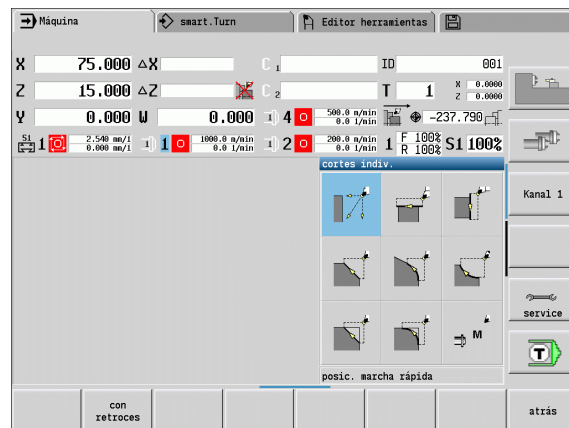 Máquina
smart.Turn
Editor herramientas
X 75.000 △X C 1 ID 001
Z 15.000 △Z C 2 T 1 X 0.0000 Z 0.0000
Y 0.000 W 0.000 4 500.0 m/min 0.0 1/min -237.790
S1 1 2.540 mm/1 0.000 mm/1 1 1000.0 m/min 0.0 1/min 2 200.0 m/min 0.0 1/min 1 F 100% R 100% S1 100%
cortes indiv.
M
posic. marcha rápida
Kanal 1
service
T
con
retroces
atrás